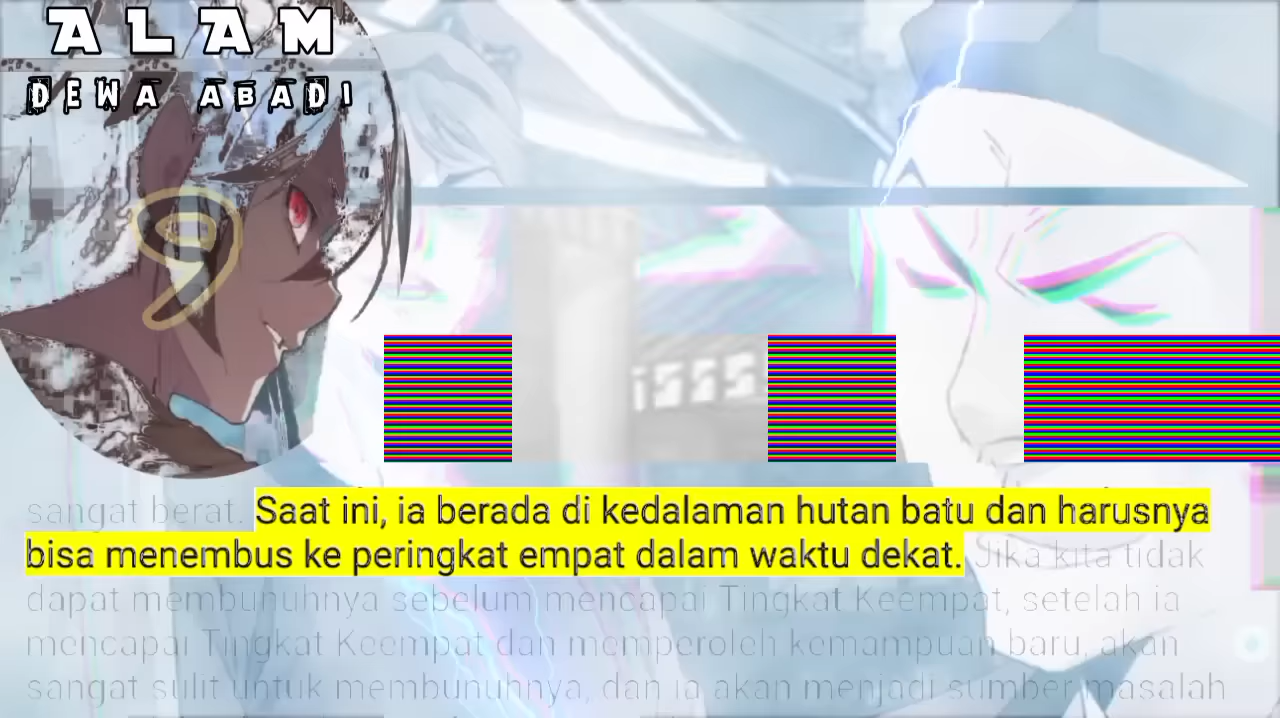 ALAM
DEWA ABADI
9
isss
sangat berat. Saat ini, ia berada di kedalaman hutan batu dan harusnya
bisa menembus ke peringkat empat dalam waktu dekat. Jika kita tidak
dapat membunuhnya sebelum mencapai Tingkat Keempat, setelah ia
mencapai Tingkat Keempat dan memperoleh kemampuan baru, akan
sangat sulit untuk membunuhnya, dan ia akan menjadi sumber masalah